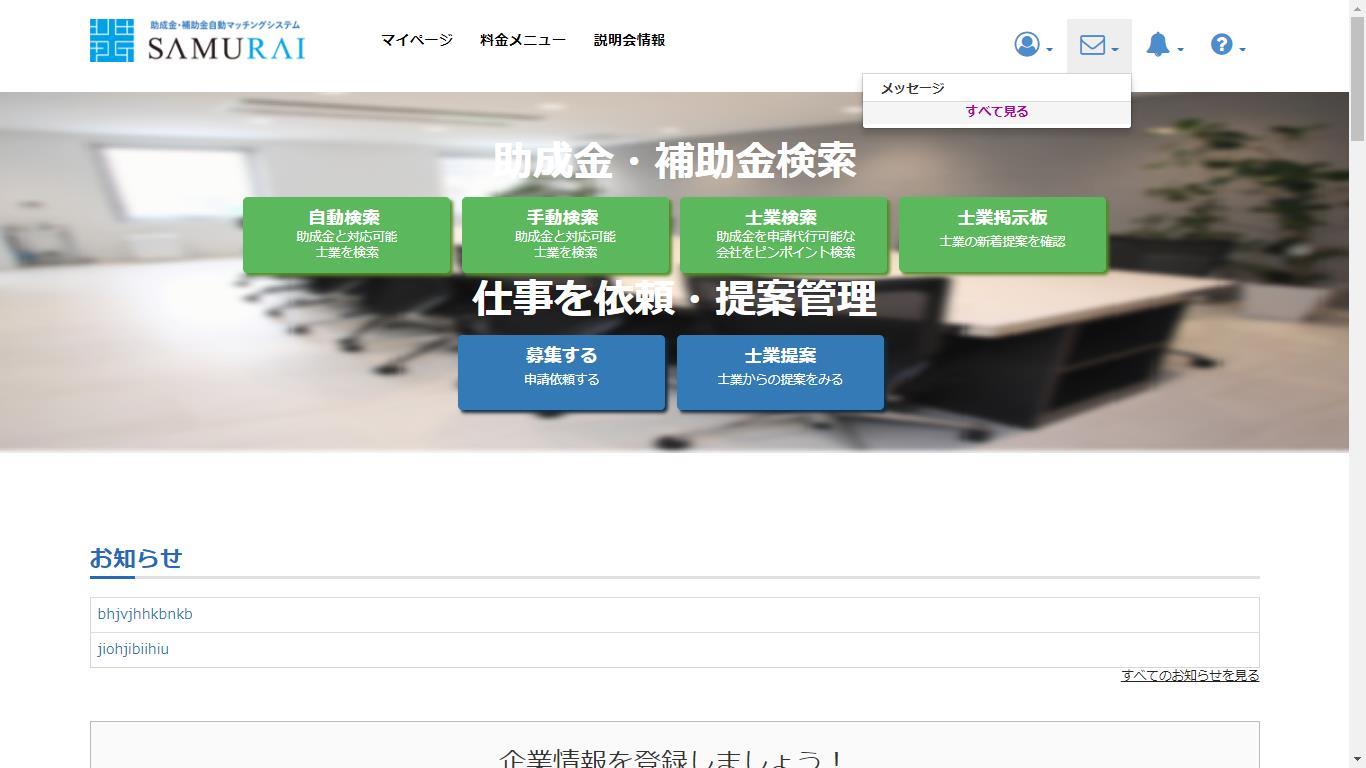 助成金・補助金自動マッチングシステム
SAMURAI
マイページ
料金メニュー
説明会情報
メッセージ
すべて見る
助成金・補助金検索
自動検索
助成金と対応可能
士業を検索
手動検索
助成金と対応可能
士業を検索
士業検索
助成金を申請代行可能な
会社をピンポイント検索
士業掲示板
士業の新着提案を確認
仕事を依頼・提案管理
募集する
申請依頼する
士業提案
士業からの提案をみる
お知らせ
bhjvjhhkbnkb
jiohjibiihiu
すべてのお知らせを見る
企業情報を登録しましょう！